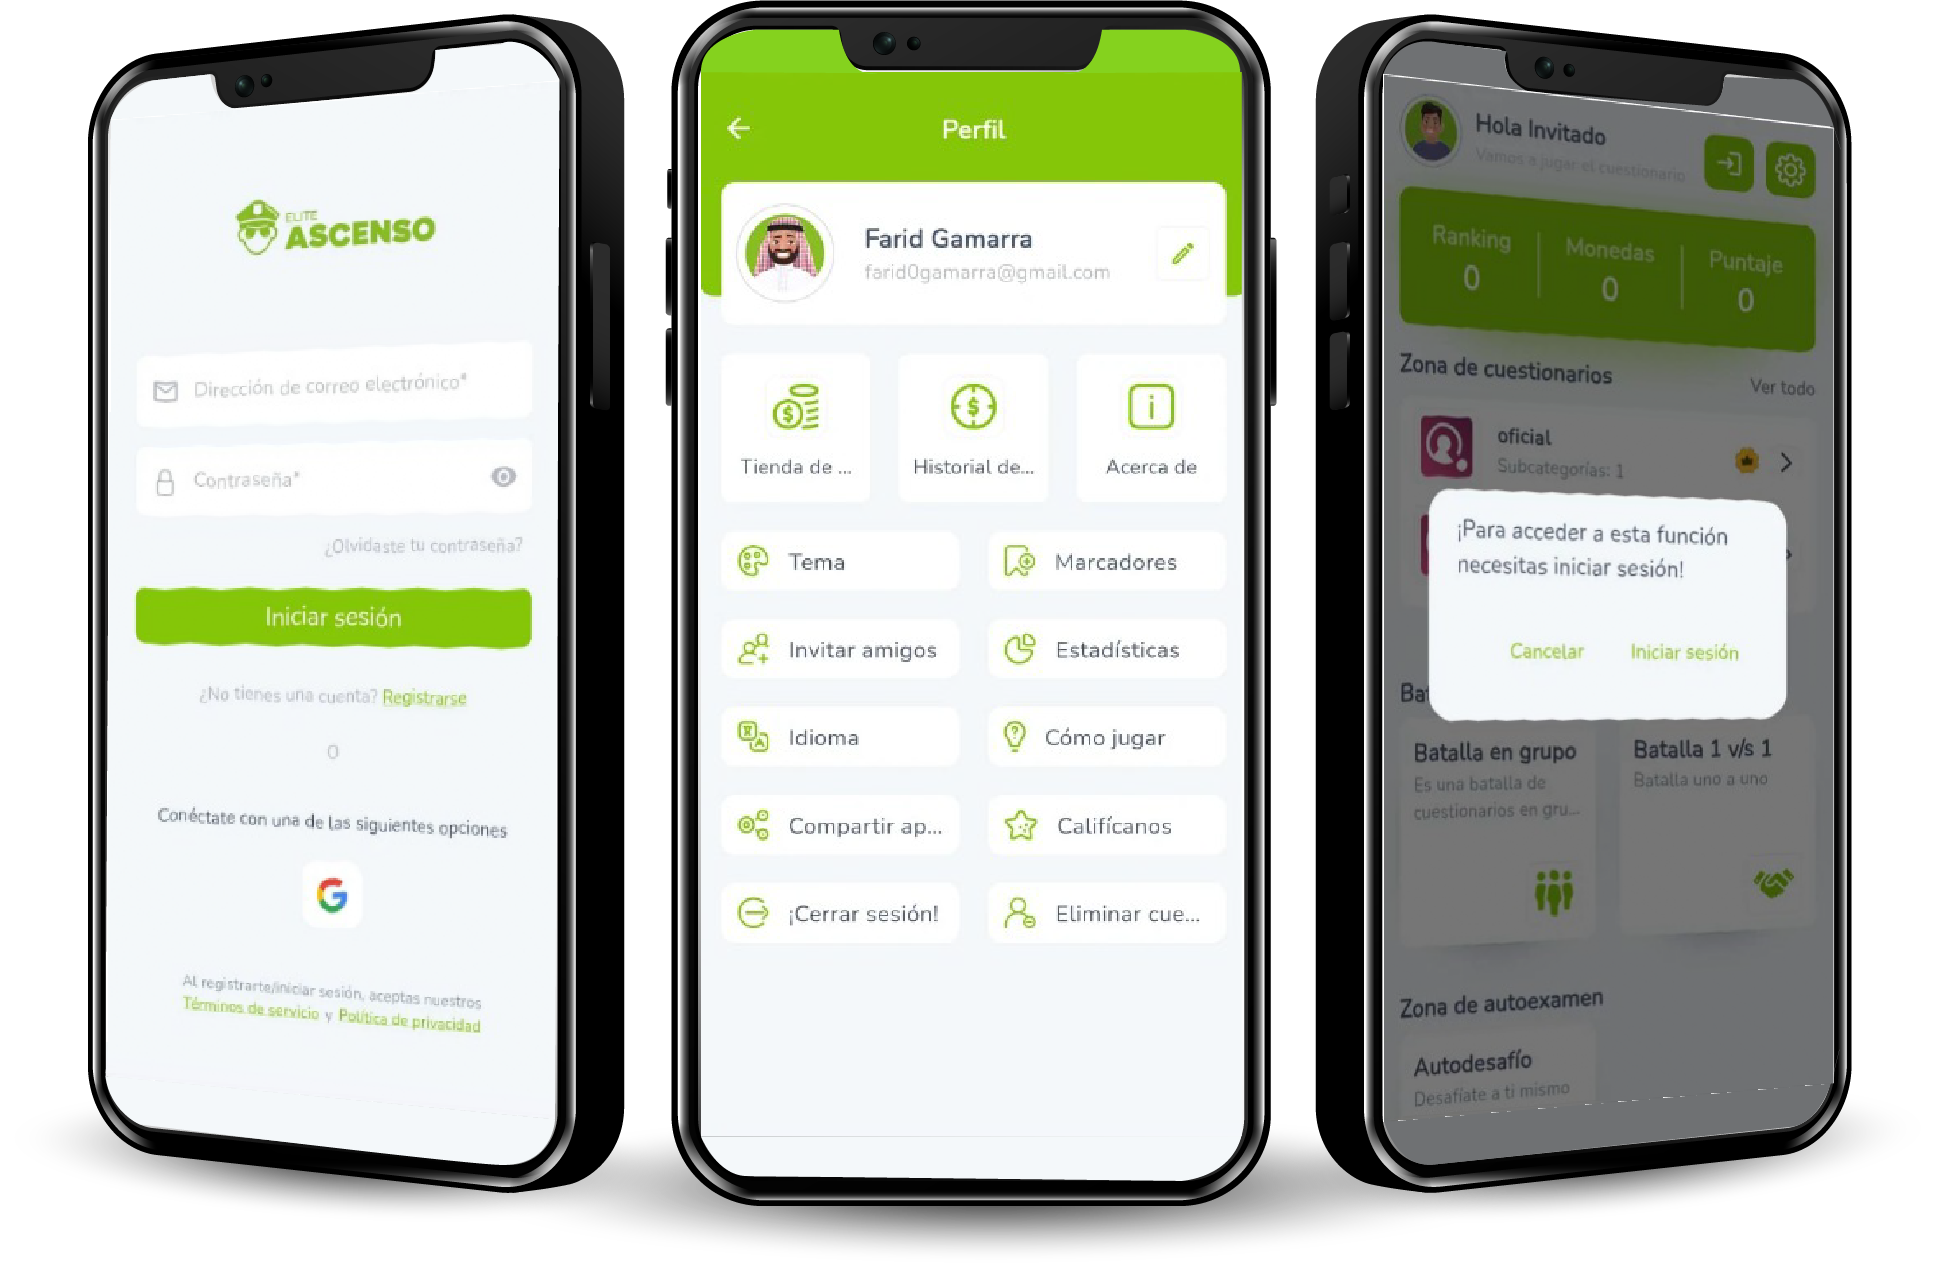 ELITE
ASCENSO
Dirección de correo electrónico*
Contraseña*
¿Olvidaste tu contraseña?
Iniciar sesión
¿No tienes una cuenta? Registrarse
O
Conéctate con una de las siguientes opciones
Al registrarte/iniciar sesión, aceptas nuestros
Términos de servicio y Política de privacidad
Perfil
Farid Gamarra
farid0gamarra@gmail.com
Tienda de ...
Historial de...
Acerca de
Tema
Marcadores
Invitar amigos
Estadísticas
Idioma
Cómo jugar
Compartir ap...
Califícanos
¡Cerrar sesión!
Eliminar cue...
Hola Invitado
Vamos a jugar el cuestionario
Ranking
0
Monedas
0
Puntaje
0
Zona de cuestionarios
Ver todo
oficial
Subcategorías: 1
¡Para acceder a esta función
necesitas iniciar sesión!
Cancelar
Iniciar sesión
Ba
Batalla en grupo
Es una batalla de
cuestionarios en gru...
Batalla 1 v/s 1
Batalla uno a uno
Zona de autoexamen
Autodesafío
Desafíate a ti mismo